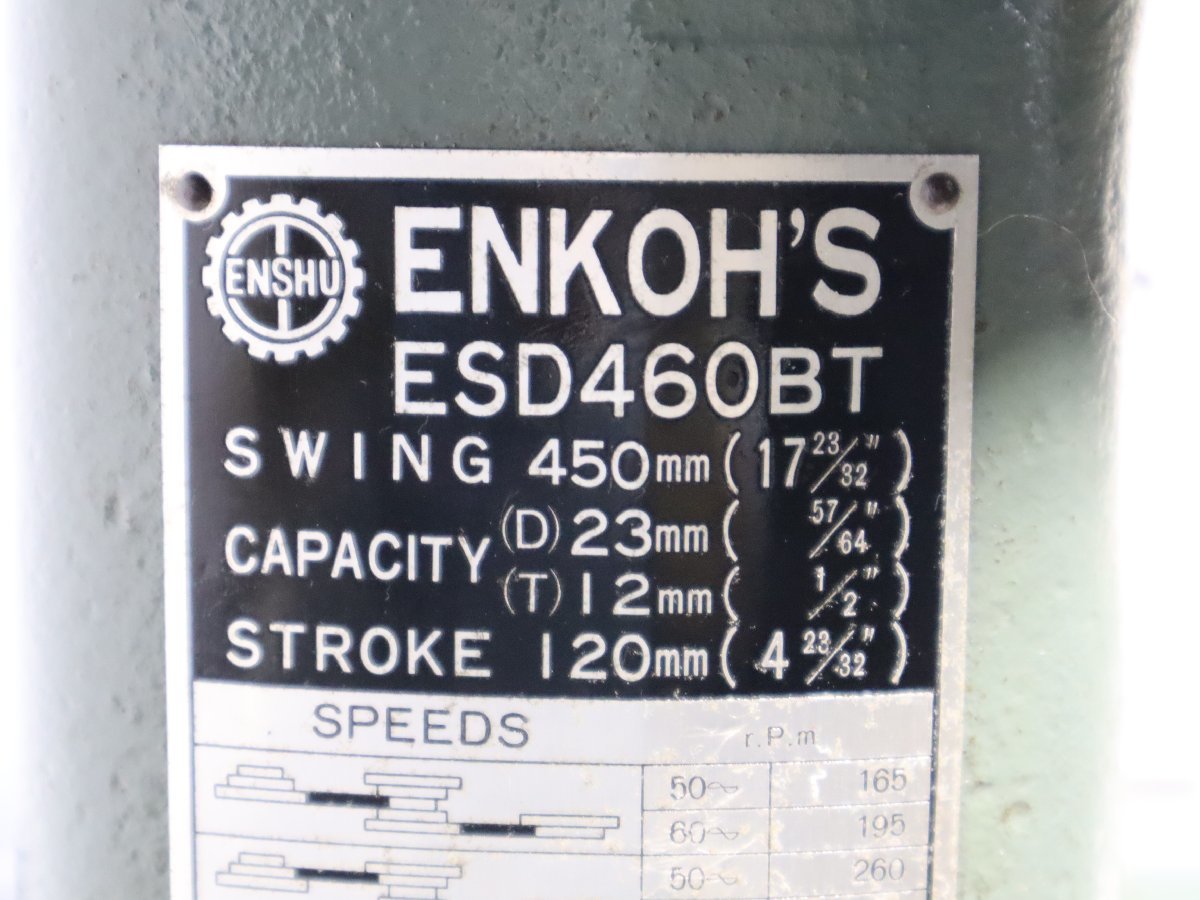 ENSHU
ENKOH'S
ESD460BT
SWING 450mm (17 23/32")
CAPACITY (D) 23mm (57/64")
(T) 12mm (1/2")
STROKE 120mm (4 23/32")
SPEEDS r.P.m
50~ 165
60~ 195
50~ 260